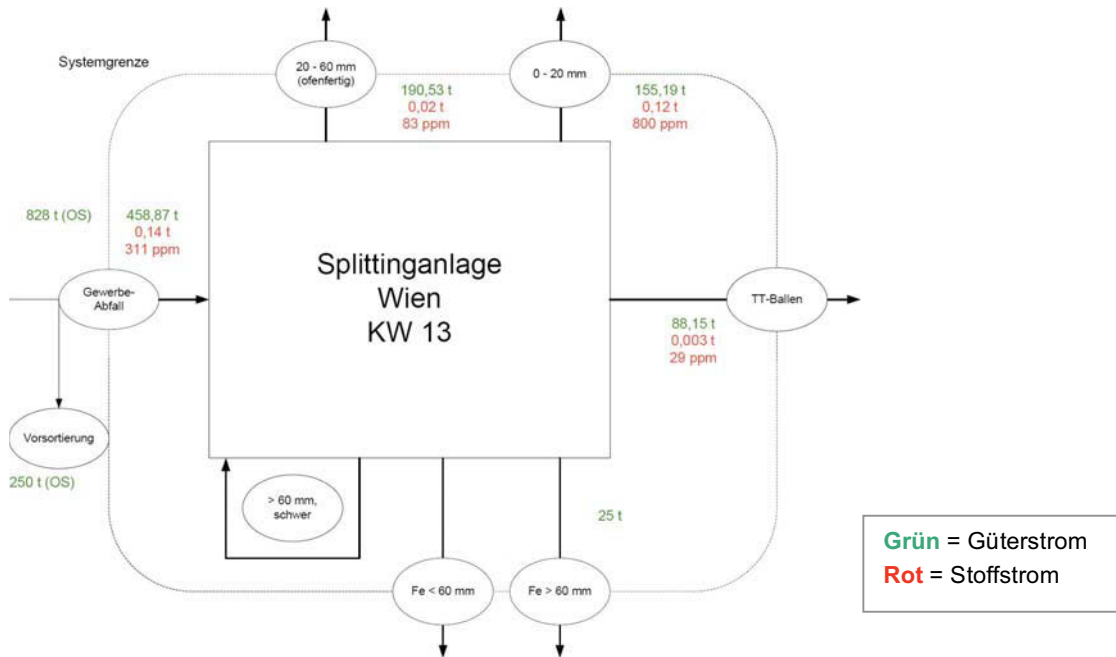 Systemgrenze
20 - 60 mm
(ofenfertig)
190,53 t
0,02 t
83 ppm
0 - 20 mm
155,19 t
0,12 t
800 ppm
828 t (OS)
458,87 t
0,14 t
311 ppm
Gewerbe-
Abfall
Splittinganlage
Wien
KW 13
TT-Ballen
88,15 t
0,003 t
29 ppm
Vorsortierung
250 t (OS)
> 60 mm,
schwer
25 t
Fe < 60 mm
Fe > 60 mm
Grün = Güterstrom
Rot = Stoffstrom